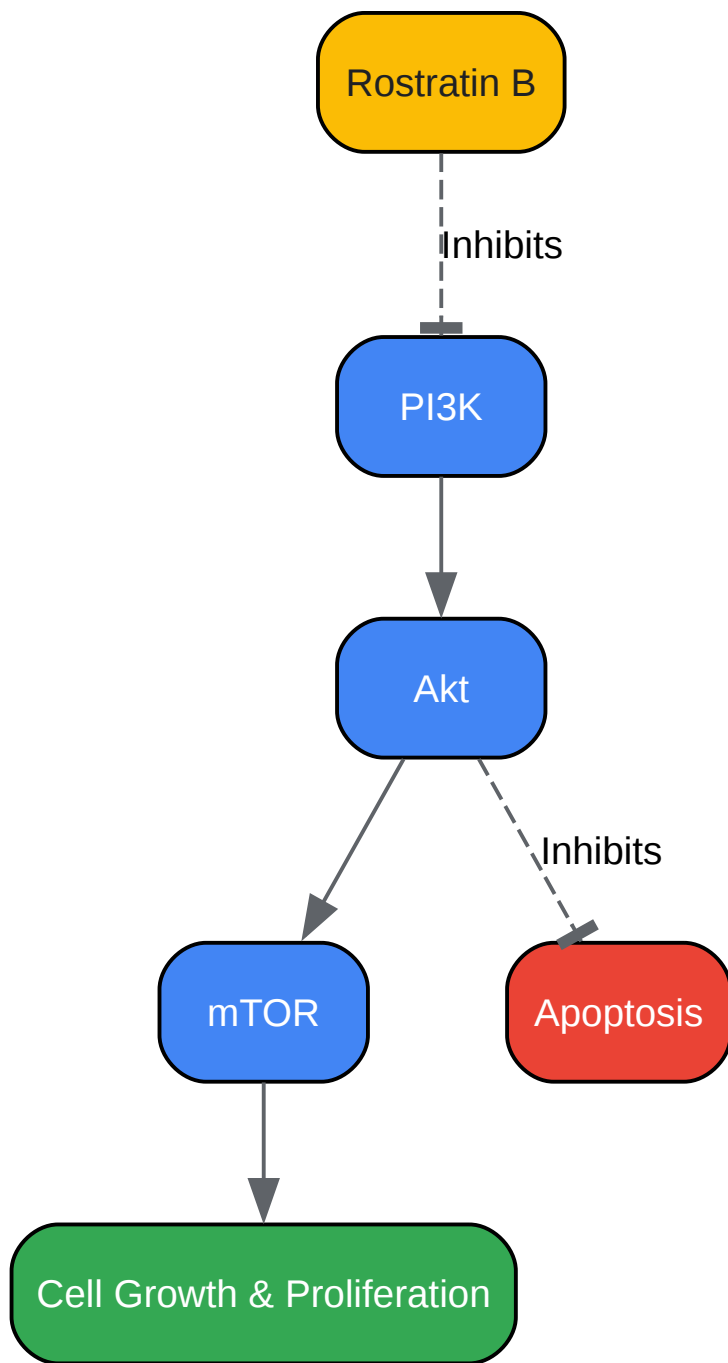 Rostratin B
Inhibits
PI3K
Akt
Inhibits
mTOR
Apoptosis
Cell Growth & Proliferation